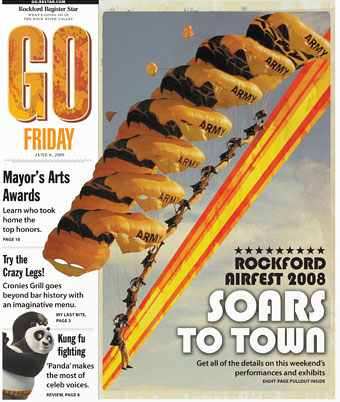 GO.RRSTAR.COM
Rockford Register Star
WHAT'S GOING ON IN
THE ROCK RIVER VALLEY
GO
FRIDAY
JUNE 6, 2008
Mayor's Arts
Awards
Learn who took
home the
top honors.
PAGE 10
Try the
Crazy Legs!
Cronies Grill goes
beyond bar history with
an imaginative menu.
MY LAST BITE,
PAGE 3
Kung fu
fighting
'Panda' makes
the most of
celeb voices.
REVIEW, PAGE 8
ARMY
ARMY
ARMY
ARMY
ARMY
ARMY
ROCKFORD
AIRFEST 2008
SOARS
TO TOWN
Get all of the details on this weekend's
performances and exhibits
EIGHT-PAGE PULLOUT INSIDE